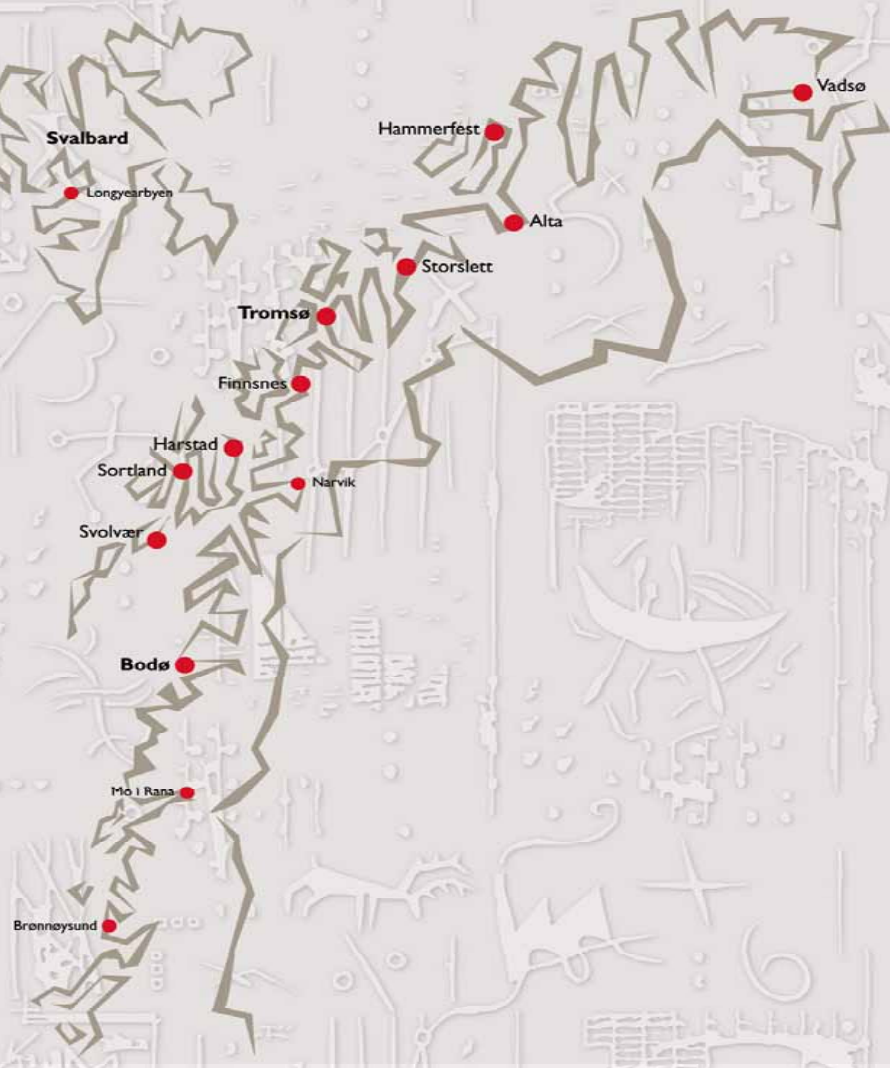 Vadsø
Hammerfest
Svalbard
Longyearbyen
Alta
Storslett
Tromsø
Finnsnes
Harstad
Sortland
Narvik
Svolvær
Bodø
Mo i Rana
Brønnøysund